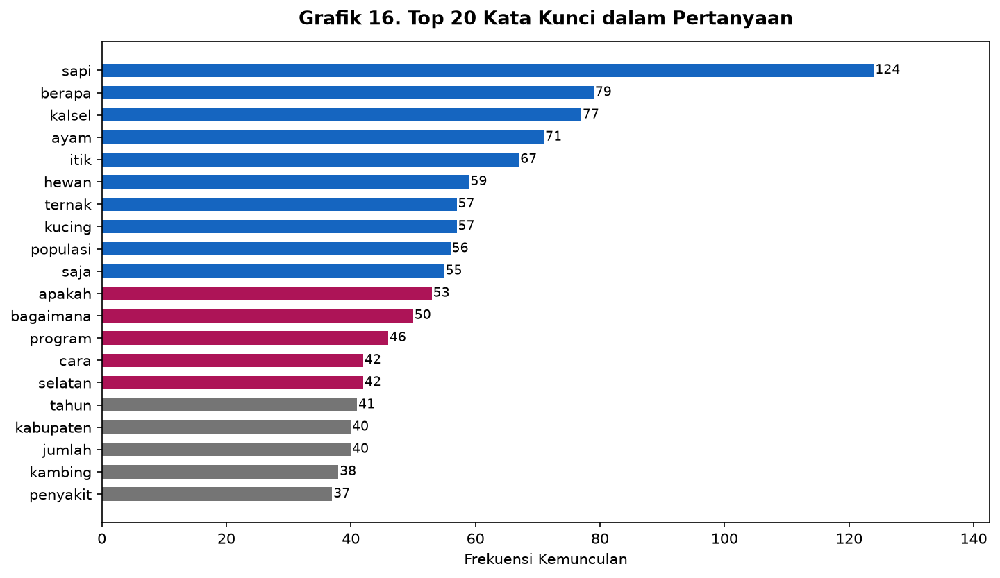 Grafik 16. Top 20 Kata Kunci dalam Pertanyaan
sapi 124
berapa 79
kalsel 77
ayam 71
itik 67
hewan 59
ternak 57
kucing 57
populasi 56
saja 55
apakah 53
bagaimana 50
program 46
cara 42
selatan 42
tahun 41
kabupaten 40
jumlah 40
kambing 38
penyakit 37
0 20 40 60 80 100 120 140
Frekuensi Kemunculan